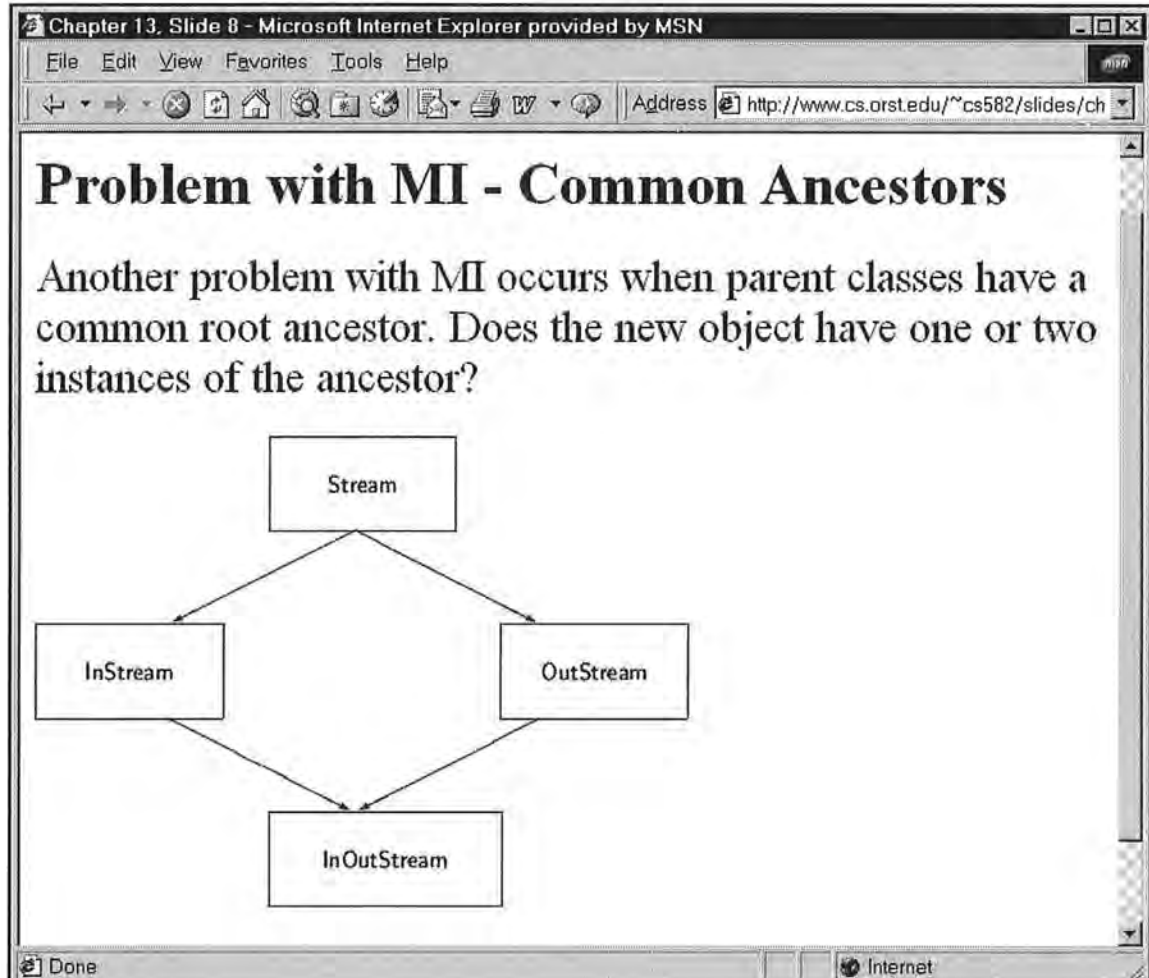 Chapter 13, Slide 8 - Microsoft Internet Explorer provided by MSN
File Edit View Favorites Tools Help
msn
Address http://www.cs.orst.edu/~cs582/slides/ch
Problem with MI - Common Ancestors
Another problem with MI occurs when parent classes have a
common root ancestor. Does the new object have one or two
instances of the ancestor?
Stream
InStream
OutStream
InOutStream
Done
Internet